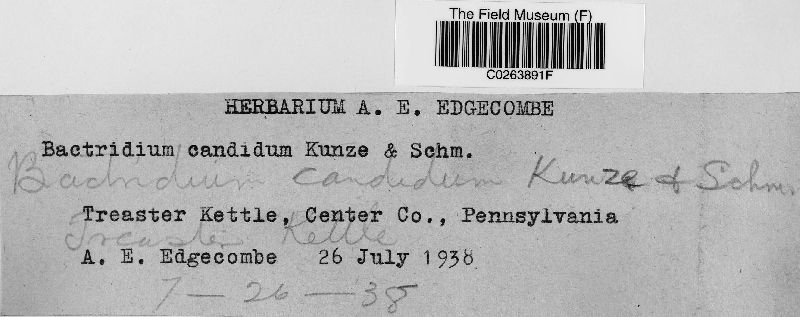 The Field Museum (F)
C0263891F
HERBARIUM A. E. EDGECOMBE
Bactridium candidum Kunze & Schm.
Bactridium candidum Kunze & Schm
Treaster Kettle, Center Co., Pennsylvania
Treaster Kettle
A. E. Edgecombe 26 July 1938
7-26-38